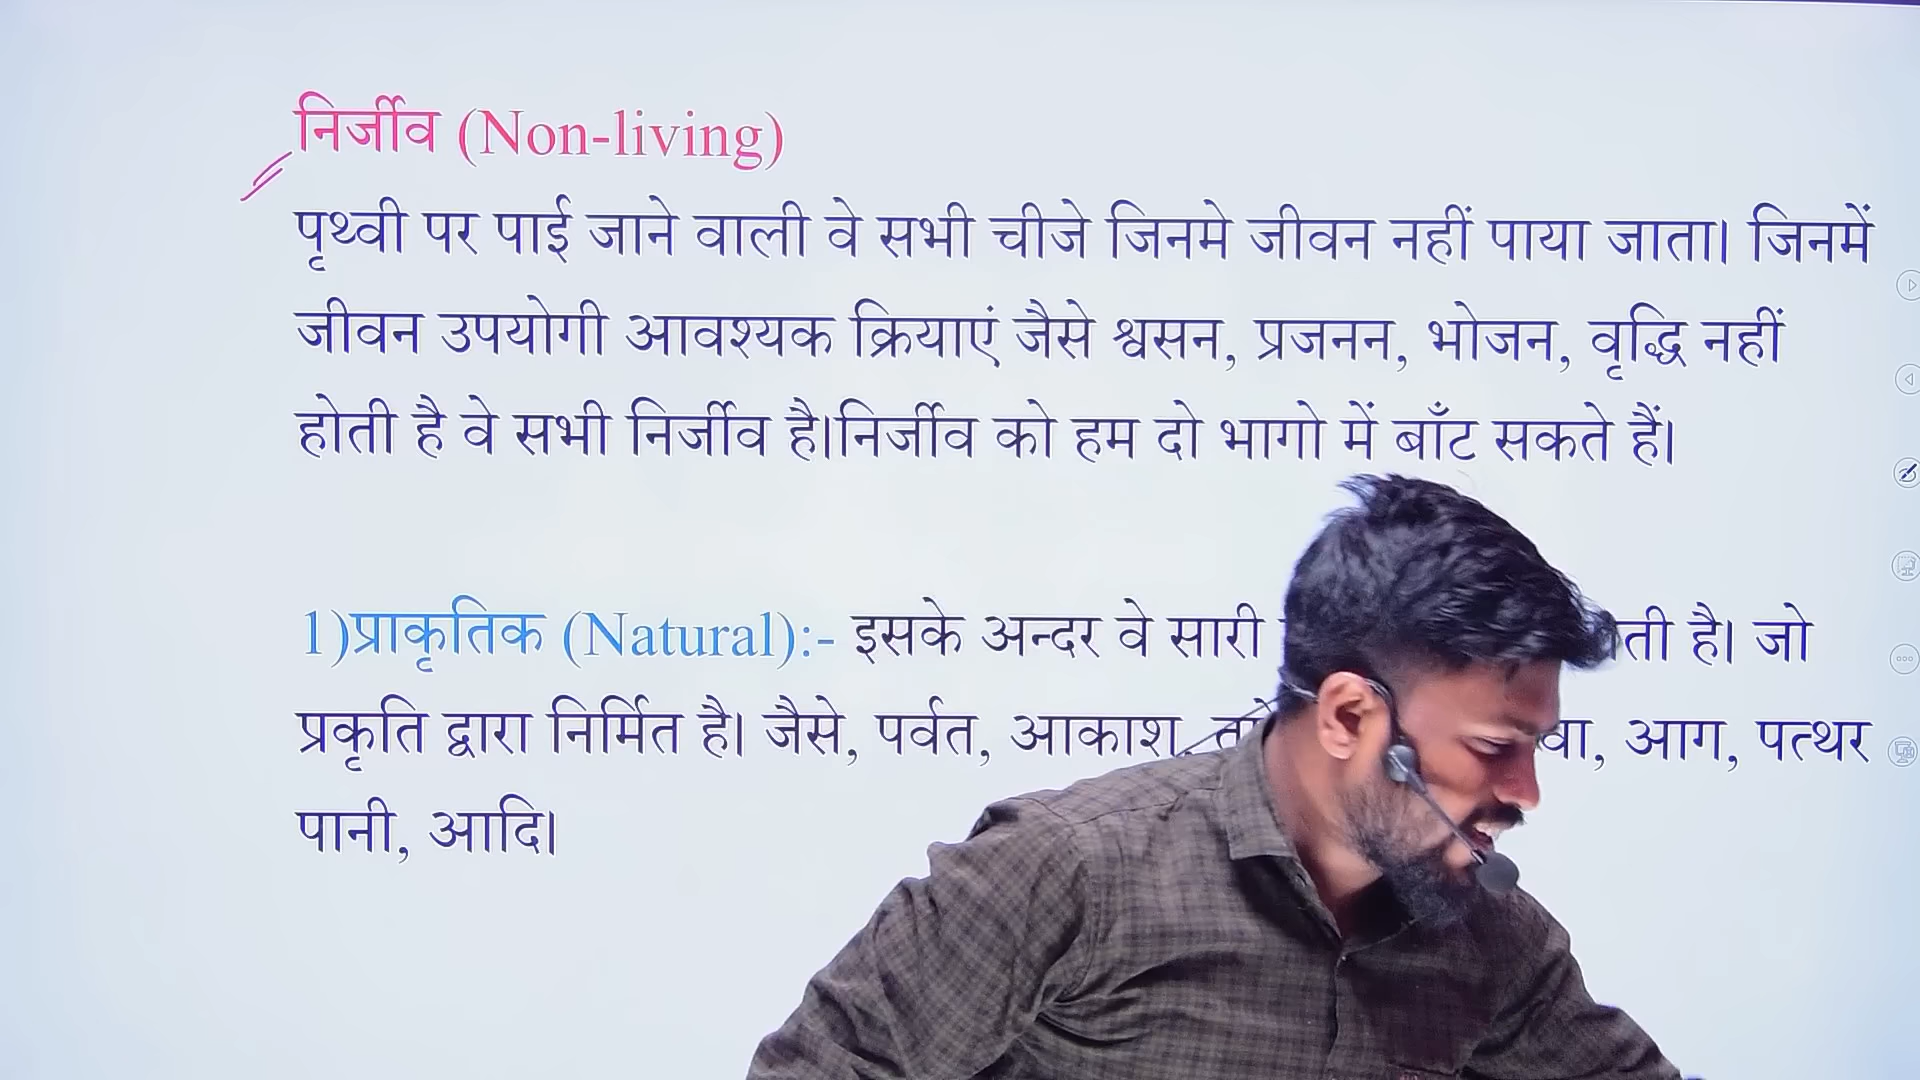 निर्जीव (Non-living)
पृथ्वी पर पाई जाने वाली वे सभी चीजे जिनमे जीवन नहीं पाया जाता। जिनमें
जीवन उपयोगी आवश्यक क्रियाएं जैसे श्वसन, प्रजनन, भोजन, वृद्धि नहीं
होती है वे सभी निर्जीव है।निर्जीव को हम दो भागो में बाँट सकते हैं।
1)प्राकृतिक (Natural):- इसके अन्दर वे सारी है। जो
प्रकृति द्वारा निर्मित है। जैसे, पर्वत, आकाश, आग, पत्थर
पानी, आदि।